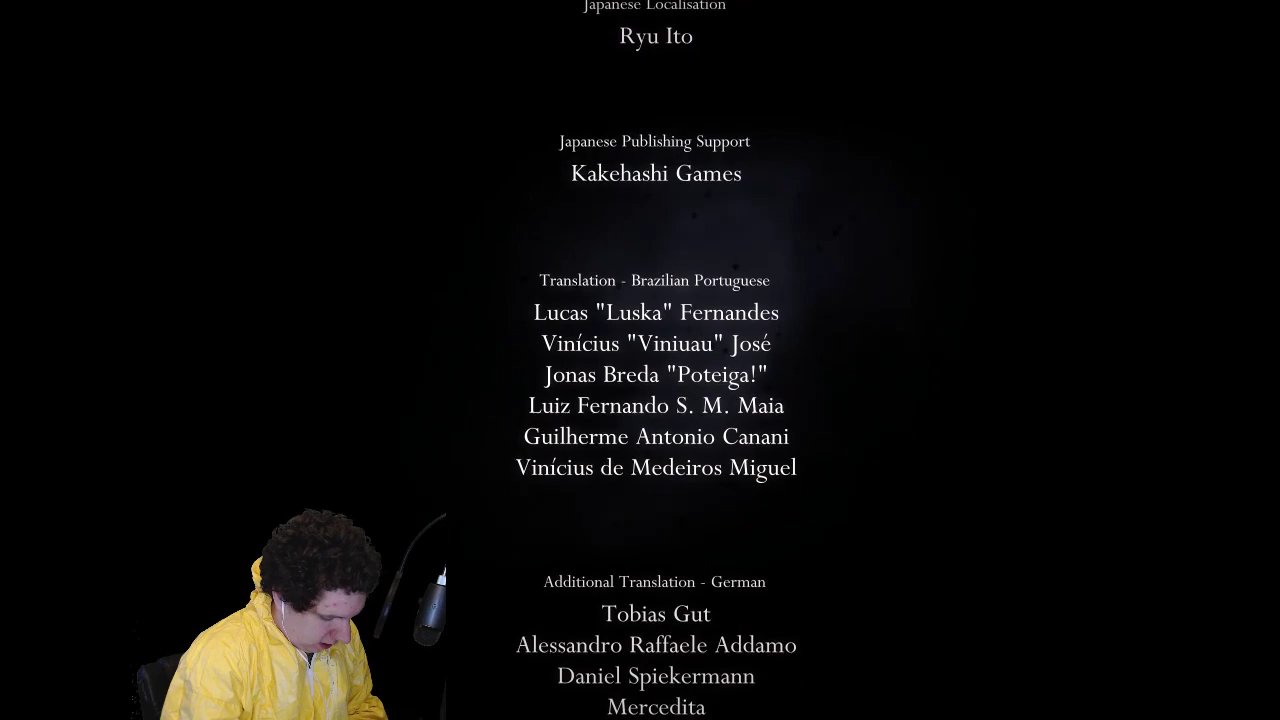 Japanese Localisation
Ryu Ito
Japanese Publishing Support
Kakehashi Games
Translation - Brazilian Portuguese
Lucas "Luska" Fernandes
Vinícius "Viniuau" José
Jonas Breda "Poteiga!"
Luiz Fernando S. M. Maia
Guilherme Antonio Canani
Vinícius de Medeiros Miguel
Additional Translation - German
Tobias Gut
Alessandro Raffaele Addamo
Daniel Spiekermann
Mercedita